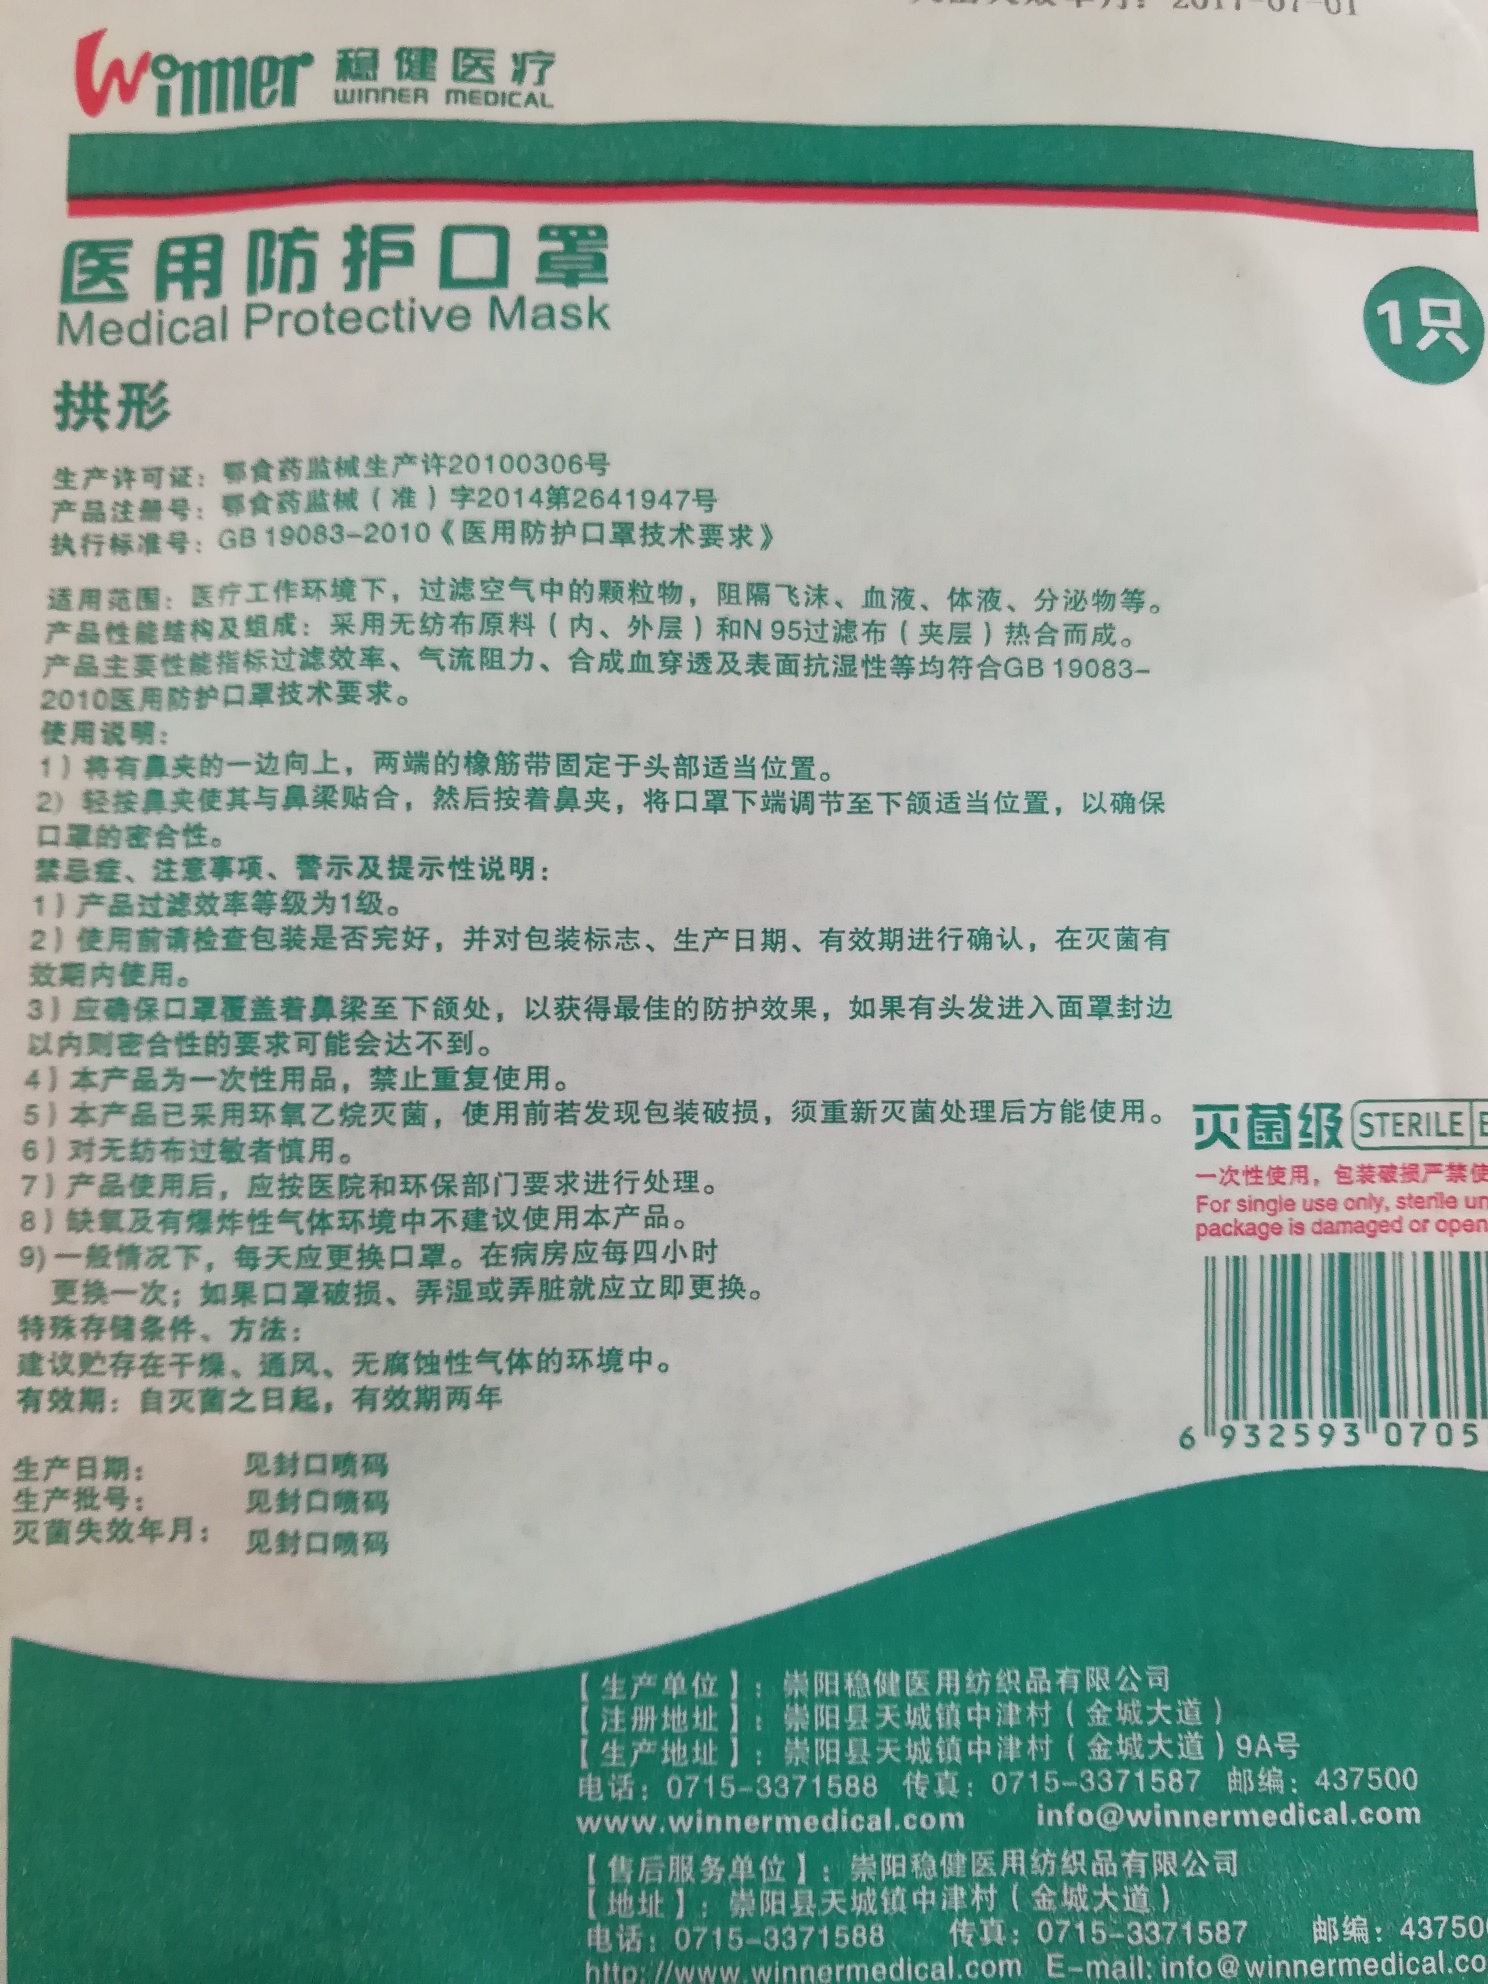 2017-07-01
Winner 稳健医疗
WINNER MEDICAL
医用防护口罩
Medical Protective Mask
1只
拱形
生产许可证：鄂食药监械生产许20100306号
产品注册号：鄂食药监械（准）字2014第2641947号
执行标准号：GB 19083-2010《医用防护口罩技术要求》
适用范围：医疗工作环境下，过滤空气中的颗粒物，阻隔飞沫、血液、体液、分泌物等。
产品性能结构及组成：采用无纺布原料（内、外层）和N 95过滤布（夹层）热合而成。
产品主要性能指标过滤效率、气流阻力、合成血穿透及表面抗湿性等均符合GB 19083-
2010医用防护口罩技术要求。
使用说明：
1）将有鼻夹的一边向上，两端的橡筋带固定于头部适当位置。
2）轻按鼻夹使其与鼻梁贴合，然后按着鼻夹，将口罩下端调节至下颌适当位置，以确保
口罩的密合性。
禁忌症、注意事项、警示及提示性说明：
1）产品过滤效率等级为1级。
2）使用前请检查包装是否完好，并对包装标志、生产日期、有效期进行确认，在灭菌有
效期内使用。
3）应确保口罩覆盖着鼻梁至下颌处，以获得最佳的防护效果，如果有头发进入面罩封边
以内则密合性的要求可能会达不到。
4）本产品为一次性用品，禁止重复使用。
5）本产品已采用环氧乙烷灭菌，使用前若发现包装破损，须重新灭菌处理后方能使用。
6）对无纺布过敏者慎用。
7）产品使用后，应按医院和环保部门要求进行处理。
8）缺氧及有爆炸性气体环境中不建议使用本产品。
9)一般情况下，每天应更换口罩。在病房应每四小时
更换一次；如果口罩破损、弄湿或弄脏就应立即更换。
特殊存储条件、方法：
建议贮存在干燥、通风、无腐蚀性气体的环境中。
有效期：自灭菌之日起，有效期两年
灭菌级 STERILE
一次性使用，包装破损严禁使
For single use only, sterile un
package is damaged or open
6 932593 0705
生产日期：见封口喷码
生产批号：见封口喷码
灭菌失效年月：见封口喷码
【生产单位】：崇阳稳健医用纺织品有限公司
【注册地址】：崇阳县天城镇中津村（金城大道）
【生产地址】：崇阳县天城镇中津村（金城大道）9A号
电话：0715-3371588 传真：0715-3371587 邮编：437500
www.winnermedical.com info@winnermedical.com
【售后服务单位】：崇阳稳健医用纺织品有限公司
【地址】：崇阳县天城镇中津村（金城大道）
电话：0715-3371588 传真：0715-3371587 邮编：43750
http://www.winnermedical.com E-mail: info@winnermedical.co